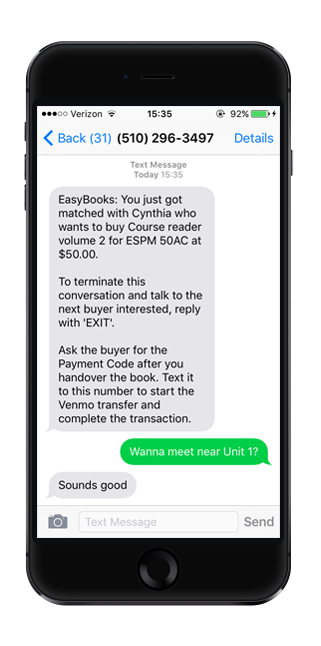 Verizon 15:35 92%
Back (31) (510) 296-3497 Details
Text Message
Today 15:35
EasyBooks: You just got
matched with Cynthia who
wants to buy Course reader
volume 2 for ESPM 50AC at
$50.00.
To terminate this
conversation and talk to the
next buyer interested, reply
with 'EXIT'.
Ask the buyer for the
Payment Code after you
handover the book. Text it
to this number to start the
Venmo transfer and
complete the transaction.
Wanna meet near Unit 1?
Sounds good
Text Message Send